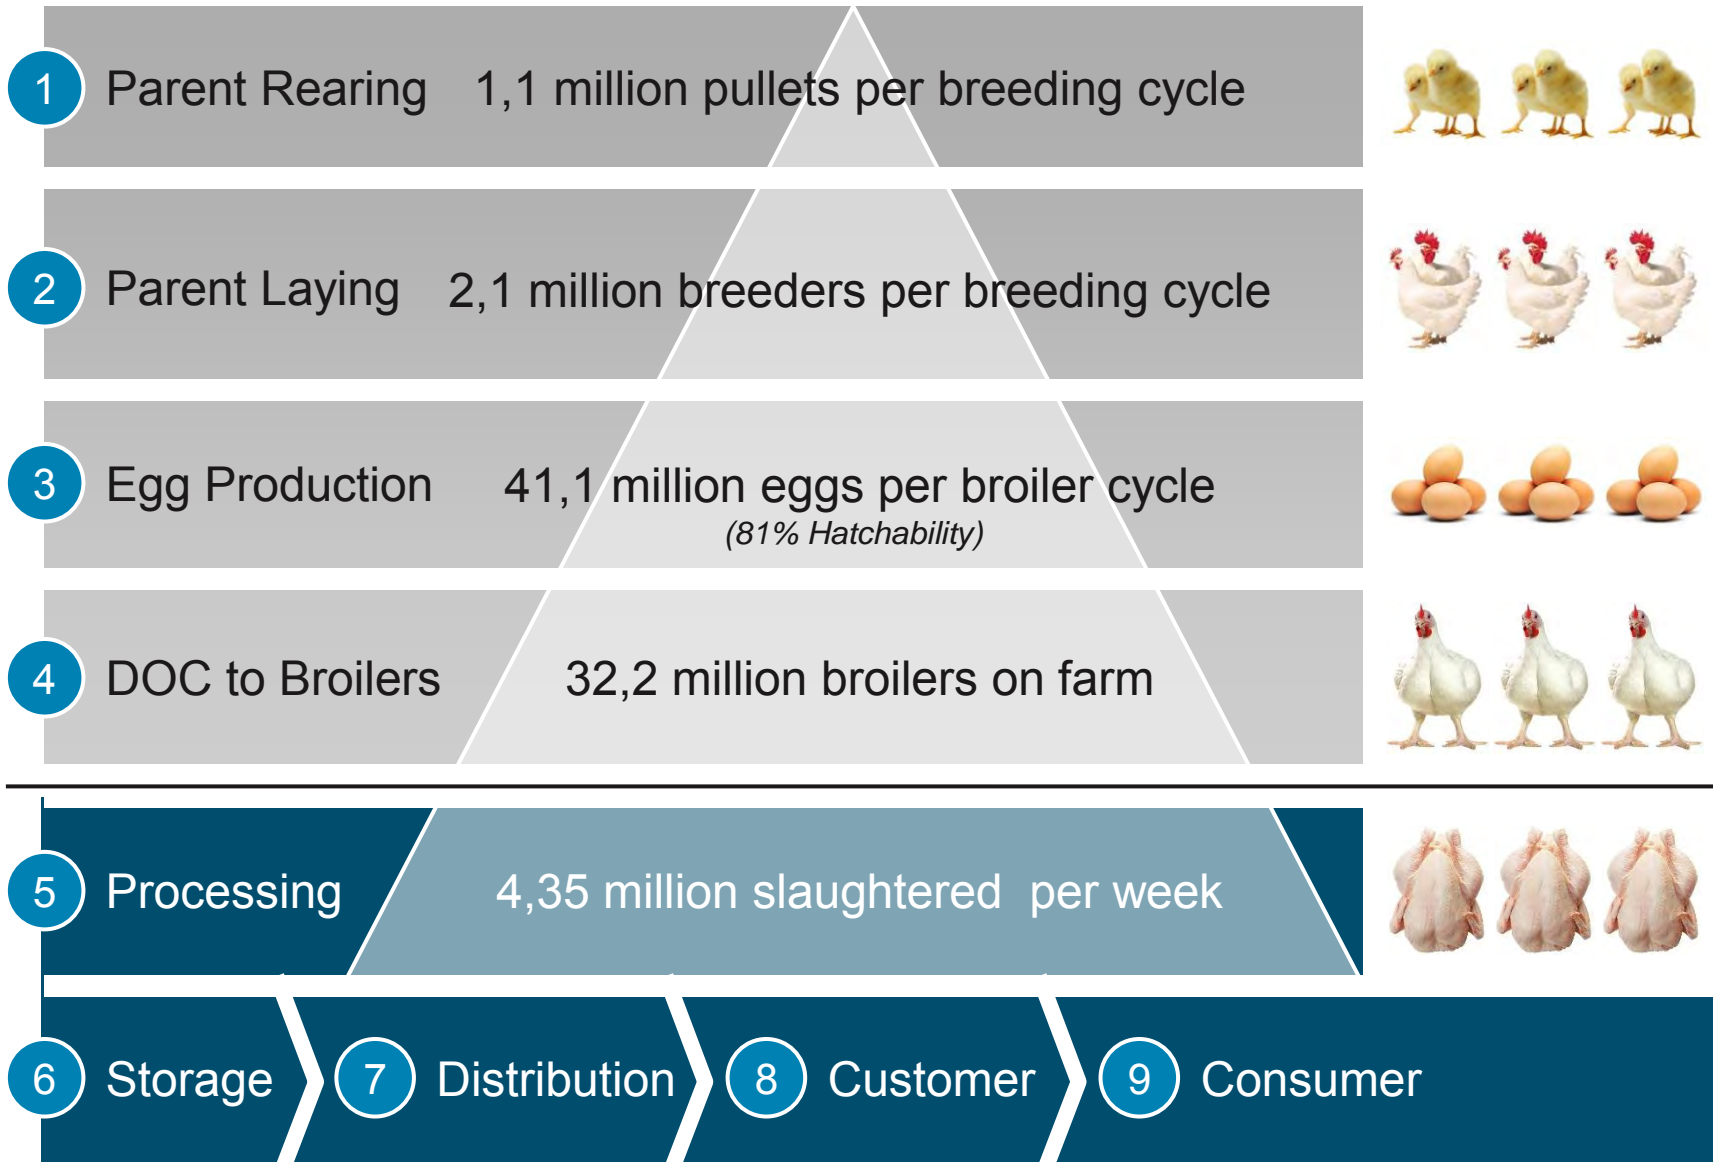 1 Parent Rearing 1,1 million pullets per breeding cycle
2 Parent Laying 2,1 million breeders per breeding cycle
3 Egg Production 41,1 million eggs per broiler cycle
(81% Hatchability)
4 DOC to Broilers 32,2 million broilers on farm
5 Processing 4,35 million slaughtered per week
6 Storage 7 Distribution 8 Customer 9 Consumer